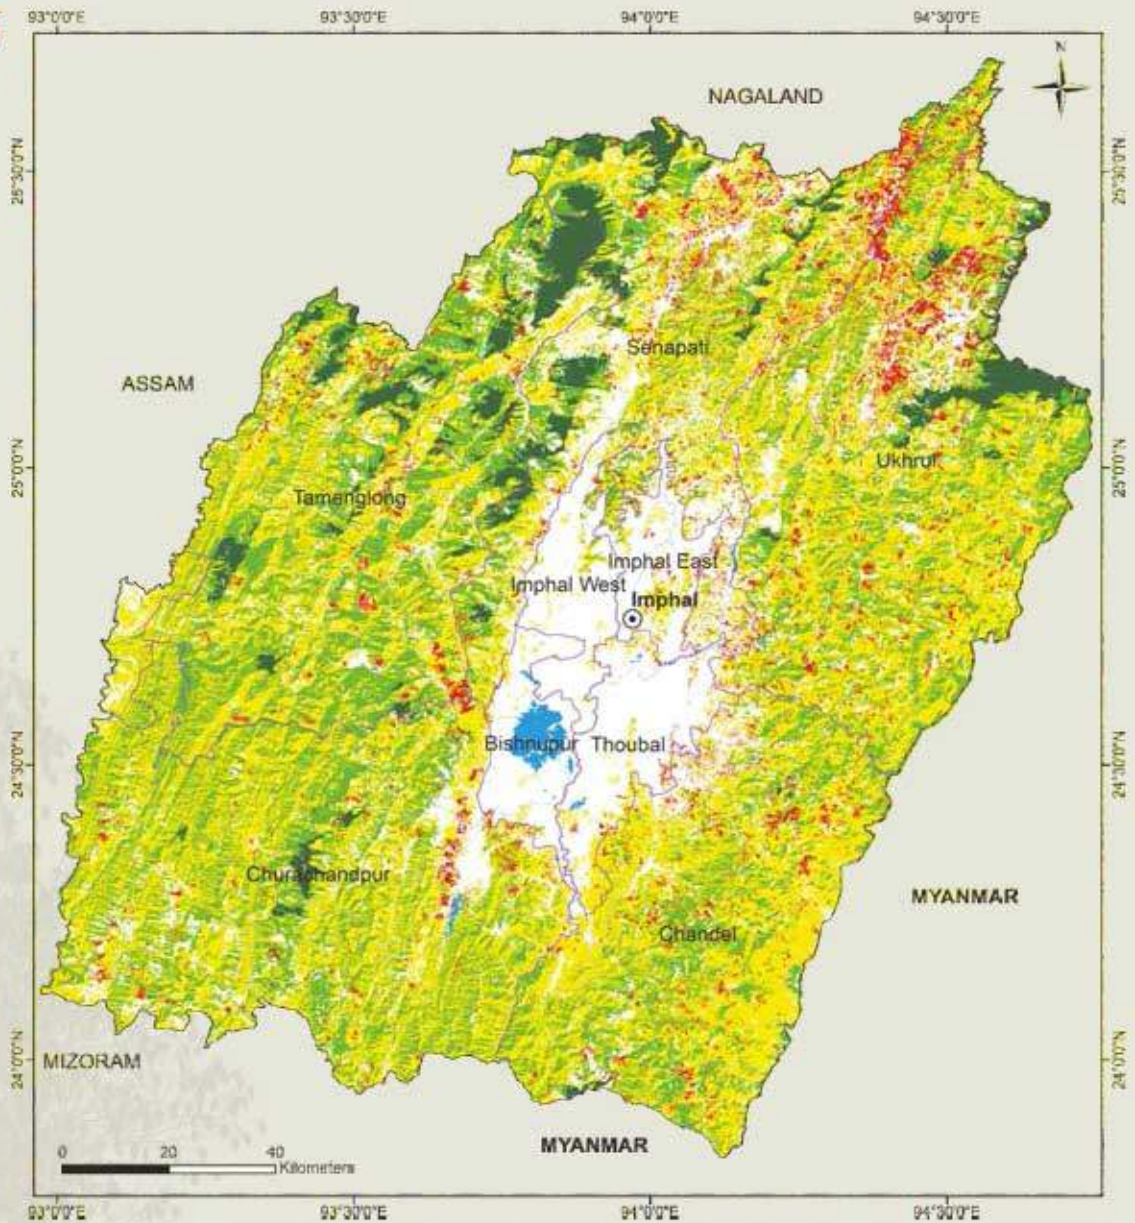 93°0'0"E
93°30'0"E
94°0'0"E
94°30'0"E
N
NAGALAND
25°30'0"N
25°30'0"N
Senapati
ASSAM
25°0'0"N
25°0'0"N
Ukhrul
Tamenglong
Imphal East
Imphal West
Imphal
Bishnupur
Thoubal
24°30'0"N
24°30'0"N
Churachandpur
MYANMAR
Chandel
MIZORAM
24°0'0"N
24°0'0"N
MYANMAR
0 20 40
Kilometers
93°0'0"E
93°30'0"E
94°0'0"E
94°30'0"E